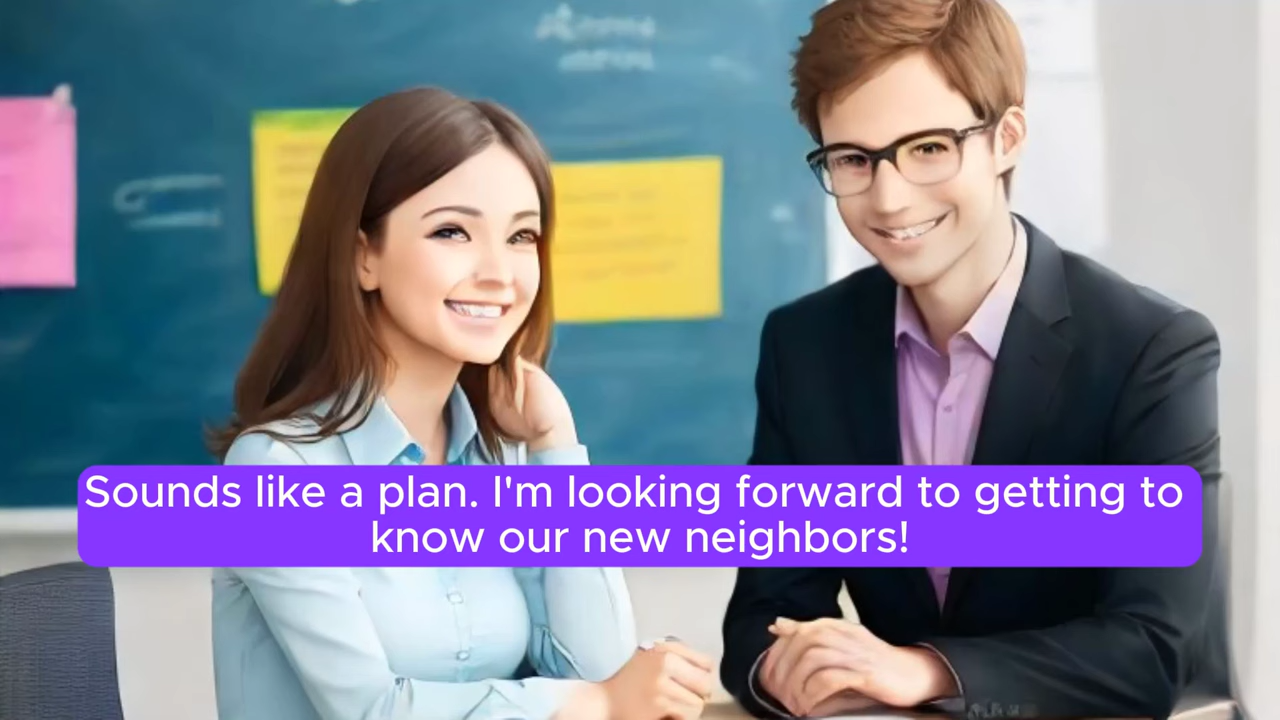 Sounds like a plan. I'm looking forward to getting to
know our new neighbors!